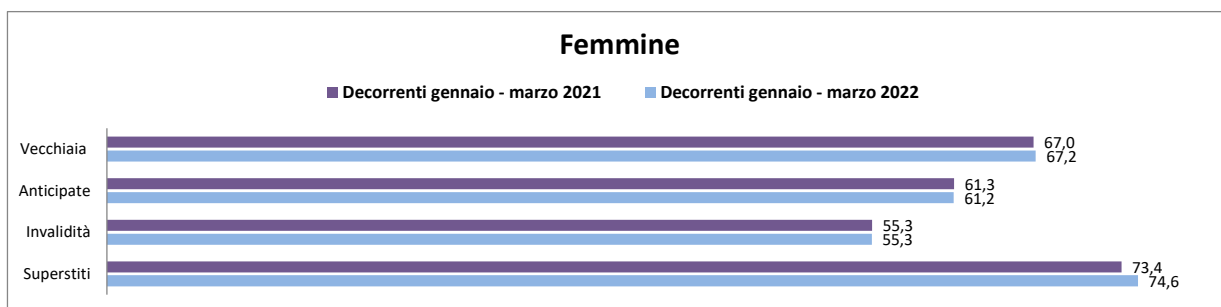 Femmine
Decorrenti gennaio - marzo 2021 Decorrenti gennaio - marzo 2022
Vecchiaia 67,0
67,2
Anticipate 61,3
61,2
Invalidità 55,3
55,3
Superstiti 73,4
74,6